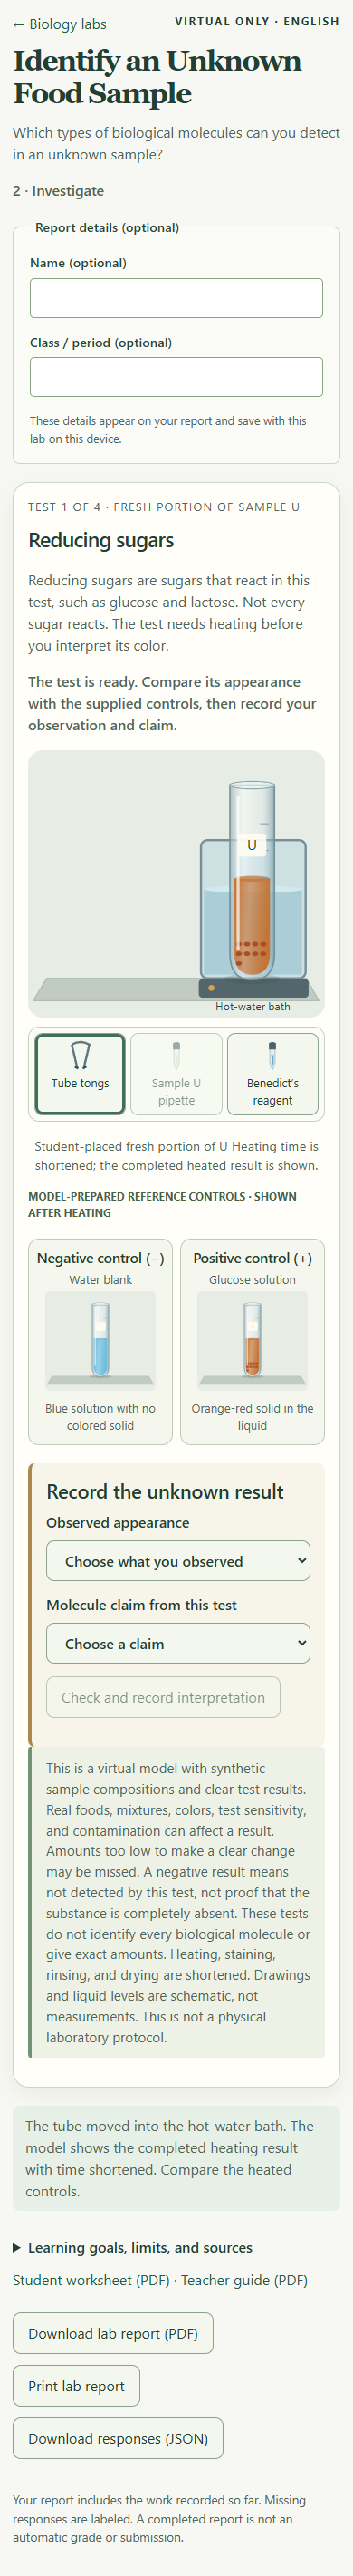 ← Biology labs
VIRTUAL ONLY · ENGLISH
Identify an Unknown
Food Sample
Which types of biological molecules can you detect
in an unknown sample?
2 · Investigate
Report details (optional)
Name (optional)
Class / period (optional)
These details appear on your report and save with this
lab on this device.
TEST 1 OF 4 · FRESH PORTION OF SAMPLE U
Reducing sugars
Reducing sugars are sugars that react in this
test, such as glucose and lactose. Not every
sugar reacts. The test needs heating before
you interpret its color.
The test is ready. Compare its appearance
with the supplied controls, then record your
observation and claim.
U
Hot-water bath
Tube tongs
Sample U
pipette
Benedict's
reagent
Student-placed fresh portion of U Heating time is
shortened; the completed heated result is shown.
MODEL-PREPARED REFERENCE CONTROLS · SHOWN
AFTER HEATING
Negative control (−)
Water blank
Blue solution with no
colored solid
Positive control (+)
Glucose solution
Orange-red solid in the
liquid
Record the unknown result
Observed appearance
Choose what you observed
Molecule claim from this test
Choose a claim
Check and record interpretation
This is a virtual model with synthetic
sample compositions and clear test results.
Real foods, mixtures, colors, test sensitivity,
and contamination can affect a result.
Amounts too low to make a clear change
may be missed. A negative result means
not detected by this test, not proof that the
substance is completely absent. These tests
do not identify every biological molecule or
give exact amounts. Heating, staining,
rinsing, and drying are shortened. Drawings
and liquid levels are schematic, not
measurements. This is not a physical
laboratory protocol.
The tube moved into the hot-water bath. The
model shows the completed heating result
with time shortened. Compare the heated
controls.
▶ Learning goals, limits, and sources
Student worksheet (PDF) · Teacher guide (PDF)
Download lab report (PDF)
Print lab report
Download responses (JSON)
Your report includes the work recorded so far. Missing
responses are labeled. A completed report is not an
automatic grade or submission.